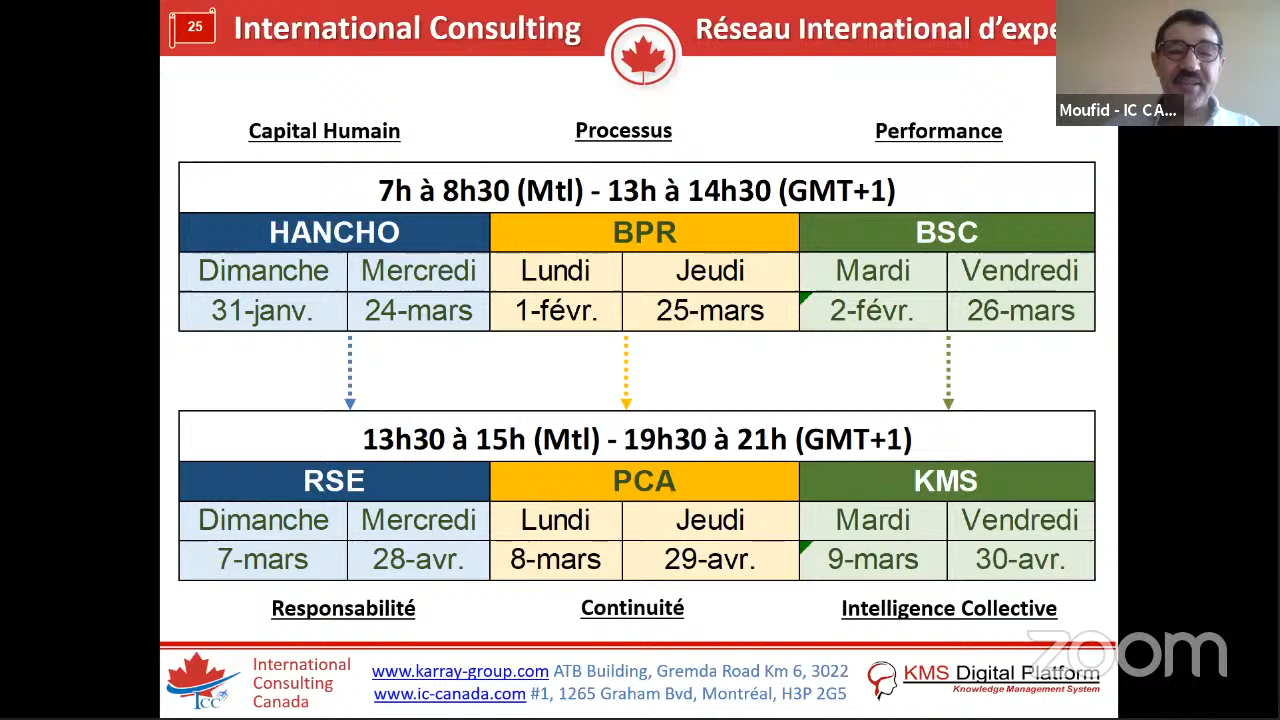 25
International Consulting
Réseau International d'expe
Moufid - IC CA...
Capital Humain
Processus
Performance
7h à 8h30 (Mtl) - 13h à 14h30 (GMT+1)
HANCHO BPR BSC
Dimanche Mercredi Lundi Jeudi Mardi Vendredi
31-janv. 24-mars 1-févr. 25-mars 2-févr. 26-mars
13h30 à 15h (Mtl) - 19h30 à 21h (GMT+1)
RSE PCA KMS
Dimanche Mercredi Lundi Jeudi Mardi Vendredi
7-mars 28-avr. 8-mars 29-avr. 9-mars 30-avr.
Responsabilité
Continuité
Intelligence Collective
zoom
ICC
International
Consulting
Canada
www.karray-group.com ATB Building, Gremda Road Km 6, 3022
www.ic-canada.com #1, 1265 Graham Bvd, Montréal, H3P 2G5
KMS Digital Platform
Knowledge Management System